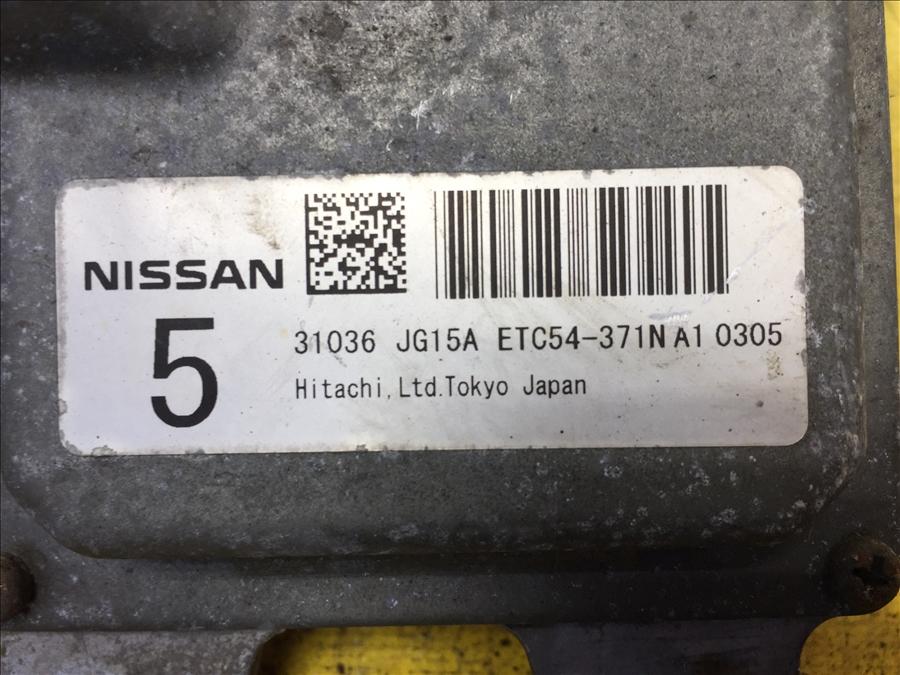 NISSAN
5
31036 JG15A ETC54-371N A1 0305
Hitachi,Ltd.Tokyo Japan